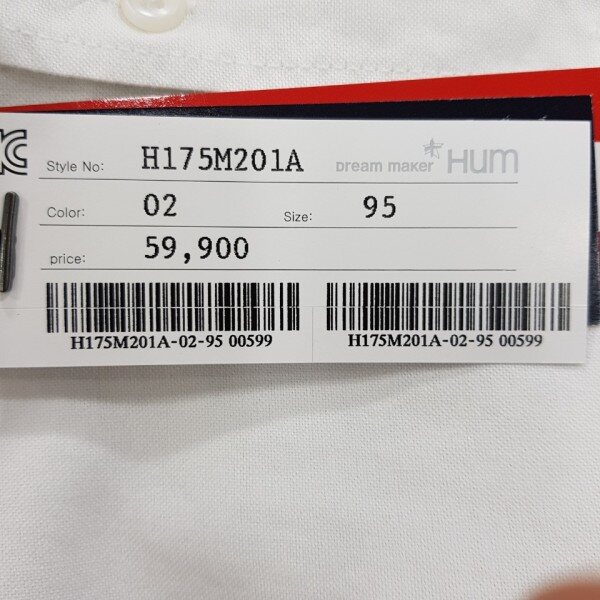 KC
Style No: H175M201A Dream maker Hum
Color: 02 Size: 95
price: 59,900
H175M201A-02-95 00599 H175M201A-02-95 00599